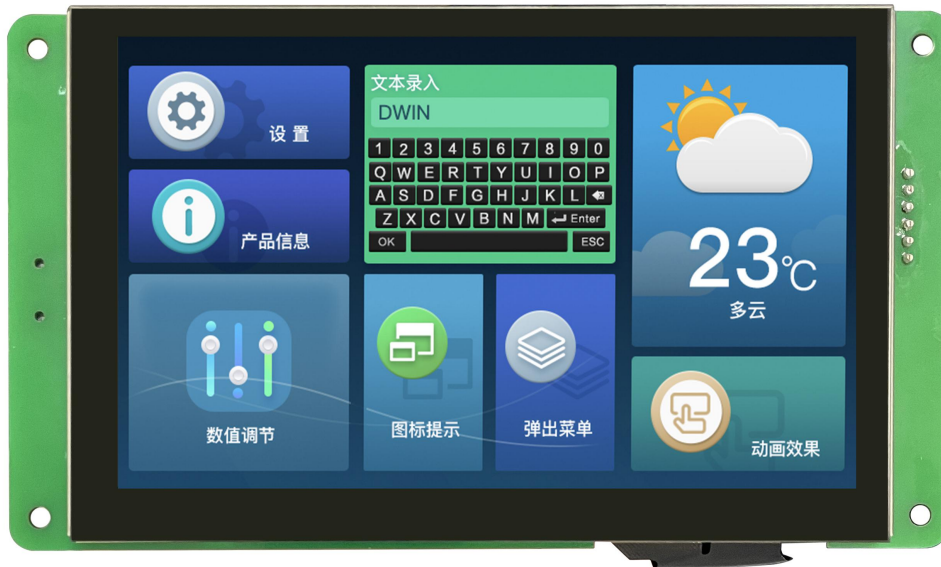 设置
产品信息
数值调节
文本录入
DWIN
1 2 3 4 5 6 7 8 9 0
Q W E R T Y U I O P
A S D F G H J K L
Z X C V B N M Enter
OK ESC
图标提示
弹出菜单
23℃
多云
动画效果